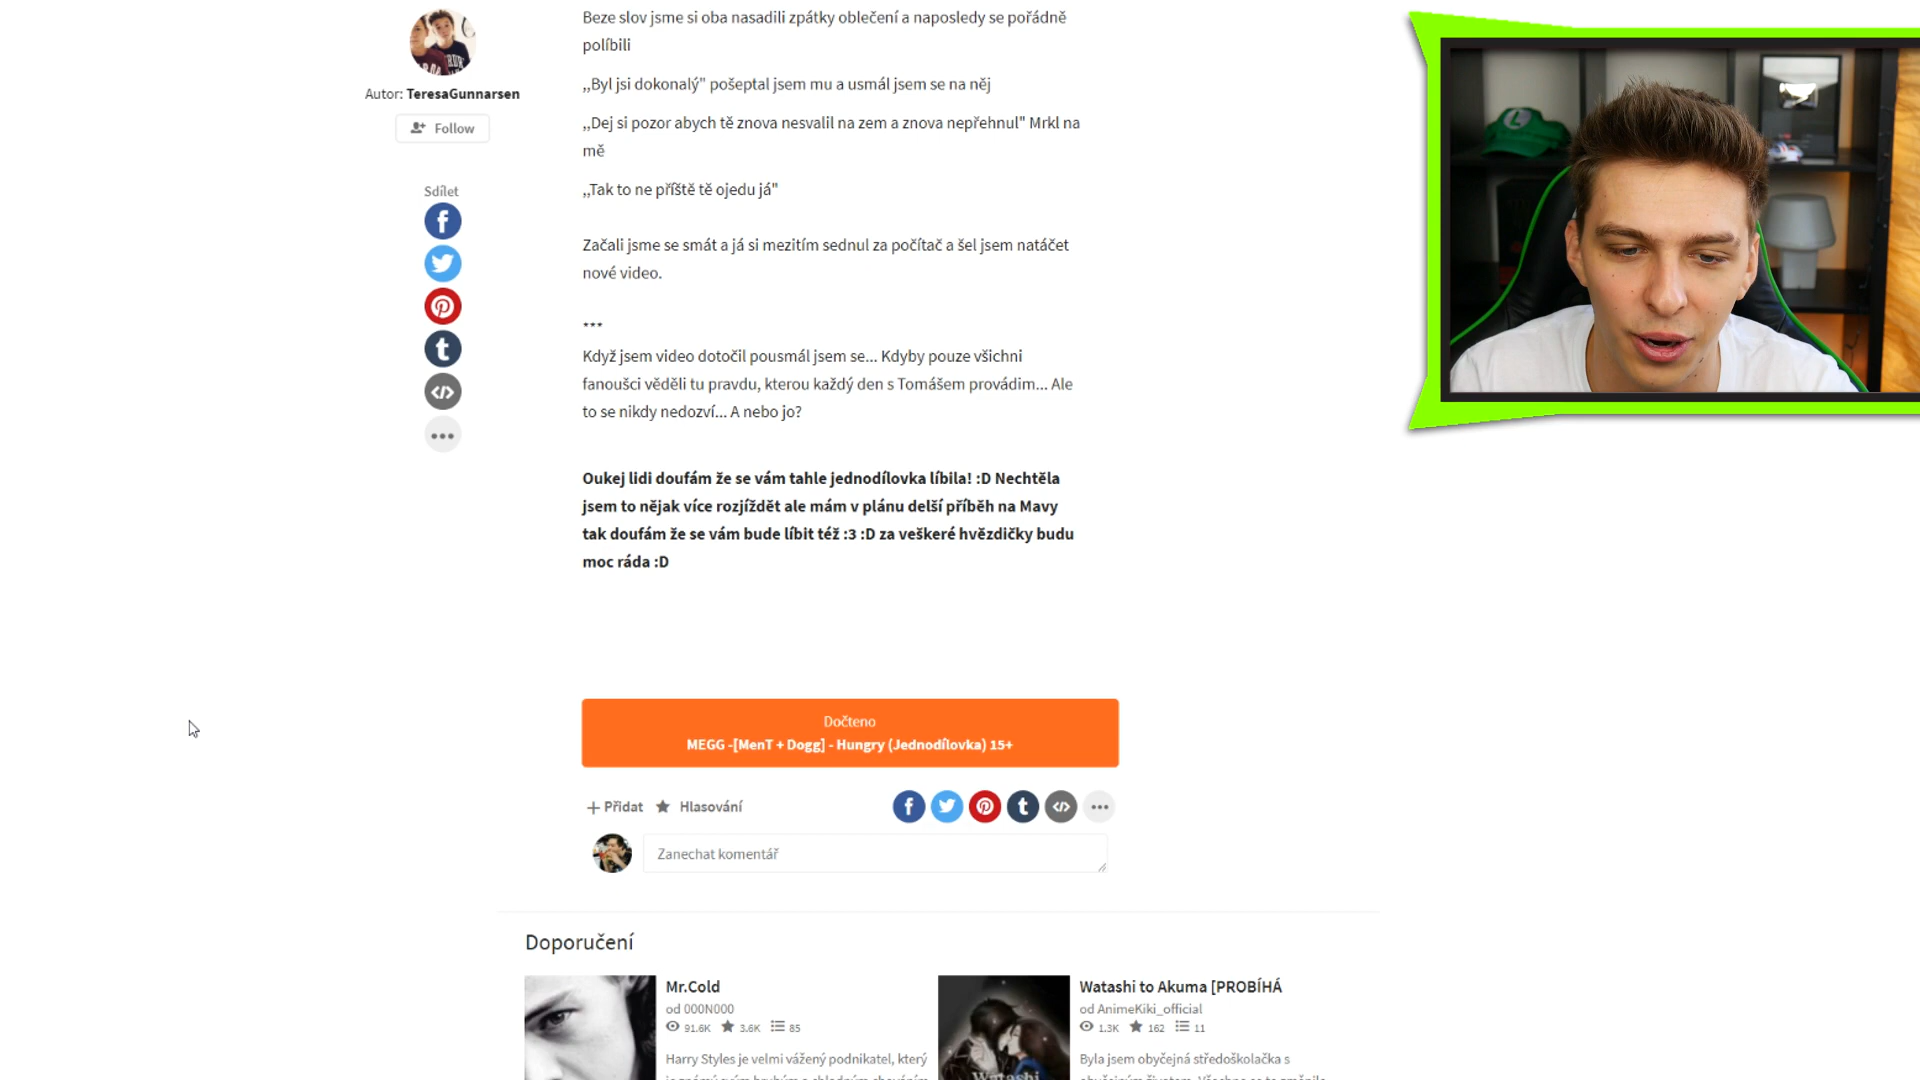 Beze slov jsme si oba nasadili zpátky oblečení a naposledy se pořádně
políbili
,,Byl jsi dokonalý" pošeptal jsem mu a usmál jsem se na něj
,,Dej si pozor abych tě znova nesvalil na zem a znova nepřehnul" Mrkl na
mě
,,Tak to ne příště tě ojedu já"
Začali jsme se smát a já si mezitím sednul za počítač a šel jsem natáčet
nové video.
***
Když jsem video dotočil pousmál jsem se... Kdyby pouze všichni
fanoušci věděli tu pravdu, kterou každý den s Tomášem provádim... Ale
to se nikdy nedozví... A nebo jo?
Oukej lidi doufám že se vám tahle jednodílovka líbila! :D Nechtěla
jsem to nějak více rozjíždět ale mám v plánu delší příběh na Mavy
tak doufám že se vám bude líbit též :3 :D za veškeré hvězdičky budu
moc ráda :D
Autor: TeresaGunnarsen
Follow
Sdílet
Dočteno
MEGG -[MenT + Dogg] - Hungry (Jednodílovka) 15+
+ Přidat ★ Hlasování
Zanechat komentář
Doporučení
Mr.Cold
od 000N000
91.6K 3.6K 85
Harry Styles je velmi vážený podnikatel, který
Watashi to Akuma [PROBÍHÁ
od AnimeKiki_official
1.3K 162 11
Byla jsem obyčejná středoškolačka s
Watashi